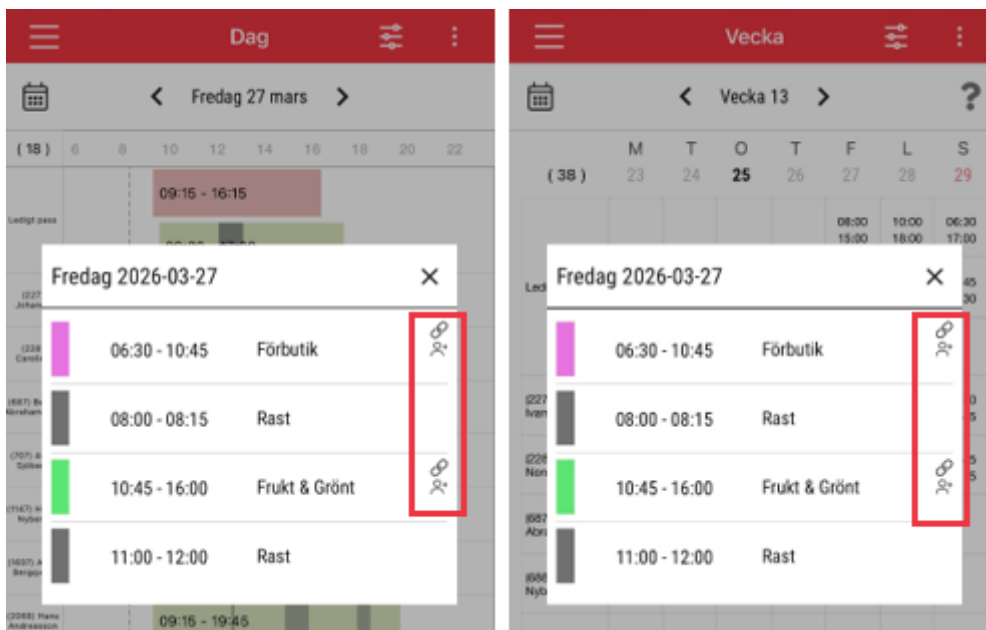 Dag
Fredag 27 mars
(18) 6 8 10 12 14 16 18 20 22
09:15 - 16:15
Ledigt pass
Fredag 2026-03-27
06:30 - 10:45 Förbutik
08:00 - 08:15 Rast
10:45 - 16:00 Frukt & Grönt
11:00 - 12:00 Rast
(2068) Hans
Andreasson
09:15 - 19:45
Vecka
Vecka 13
?
M T O T F L S
(38) 23 24 25 26 27 28 29
08:00 10:00 06:30
15:00 18:00 17:00
Fredag 2026-03-27
06:30 - 10:45 Förbutik
08:00 - 08:15 Rast
10:45 - 16:00 Frukt & Grönt
11:00 - 12:00 Rast